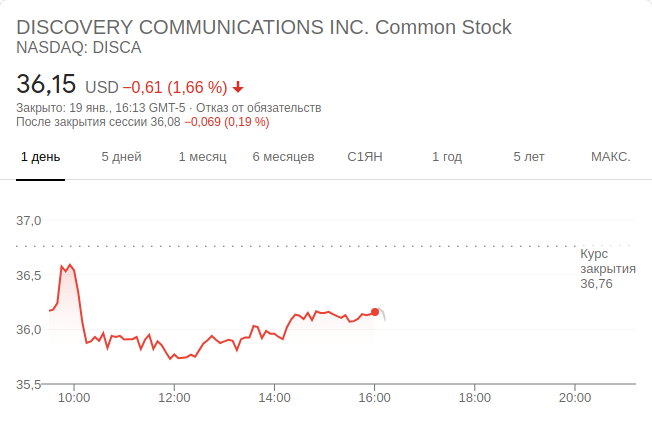 DISCOVERY COMMUNICATIONS INC. Common Stock
NASDAQ: DISCA
36,15 USD −0,61 (1,66 %)
Закрыто: 19 янв., 16:13 GMT-5 · Отказ от обязательств
После закрытия сессии 36,08 −0,069 (0,19 %)
1 день 5 дней 1 месяц 6 месяцев С1ЯН 1 год 5 лет МАКС.
37,0
Курс
закрытия
36,76
36,5
36,0
35,5
10:00 12:00 14:00 16:00 18:00 20:00